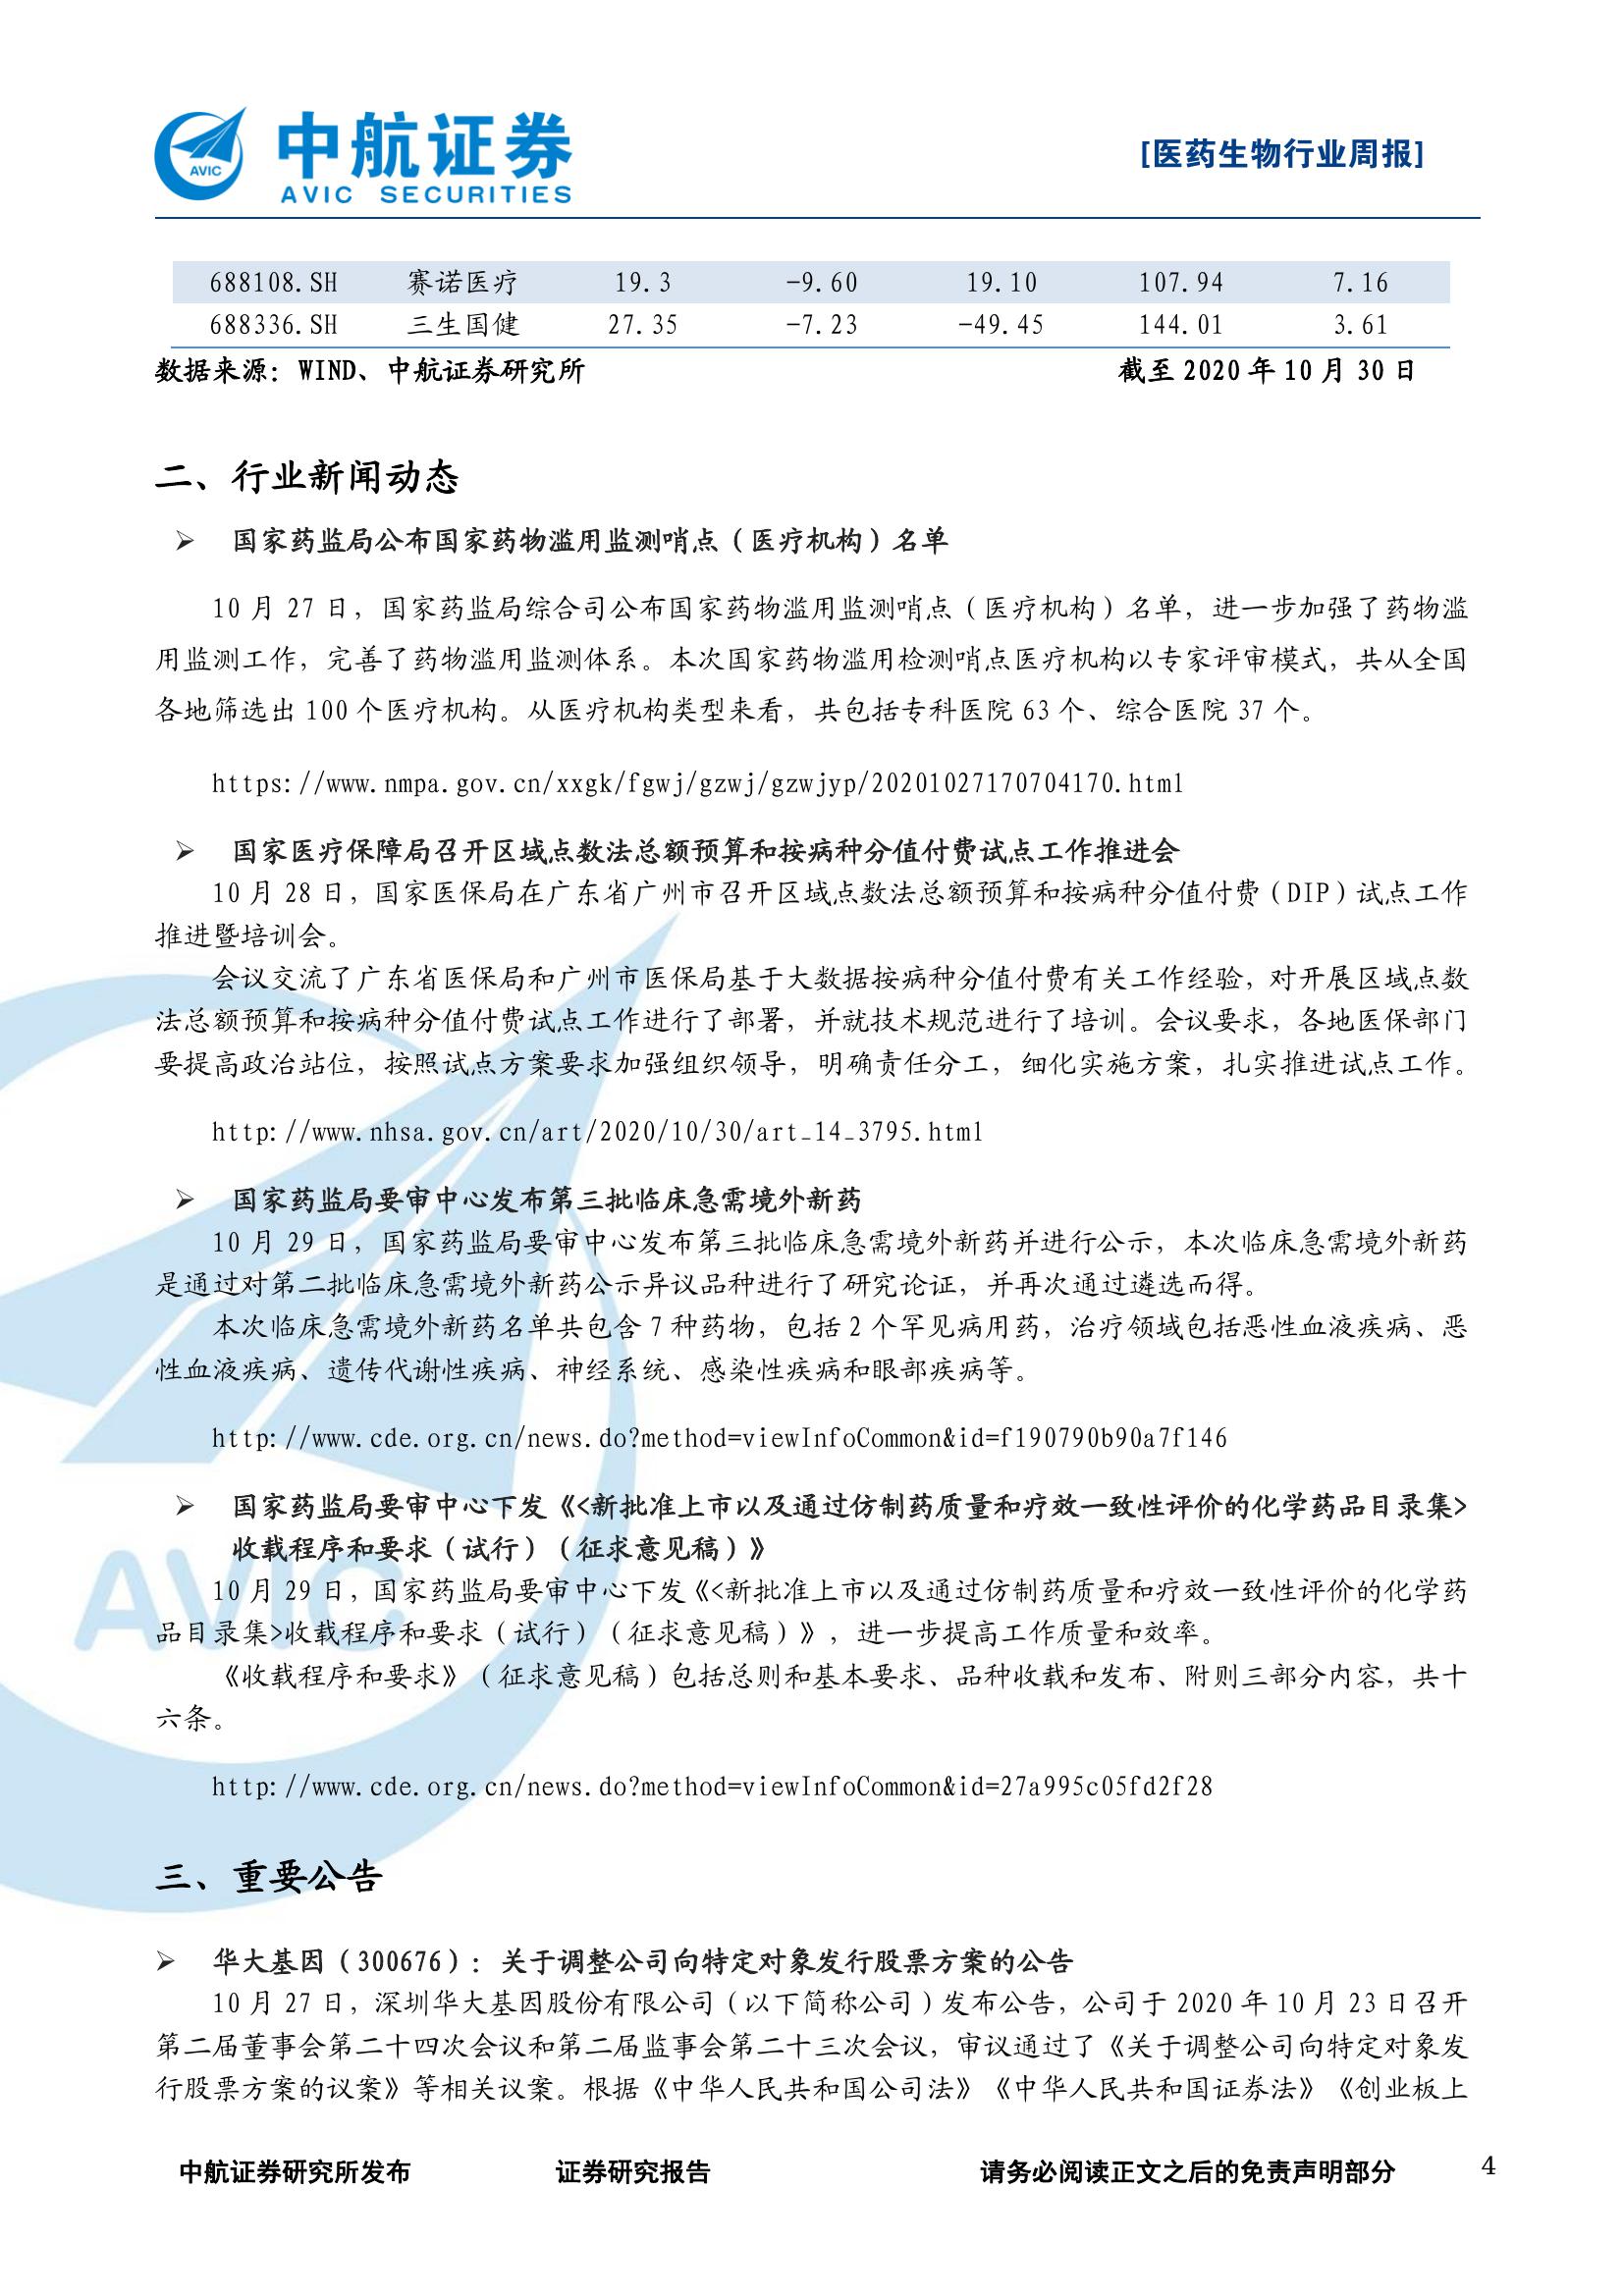 中航证券
AVIC SECURITIES
AVIC
[医药生物行业周报]
688108.SH 赛诺医疗 19.3 -9.60 19.10 107.94 7.16
688336.SH 三生国健 27.35 -7.23 -49.45 144.01 3.61
数据来源：WIND、中航证券研究所 截至 2020 年 10 月 30 日
二、行业新闻动态
➢ 国家药监局公布国家药物滥用监测哨点（医疗机构）名单
10 月 27 日，国家药监局综合司公布国家药物滥用监测哨点（医疗机构）名单，进一步加强了药物滥
用监测工作，完善了药物滥用监测体系。本次国家药物滥用检测哨点医疗机构以专家评审模式，共从全国
各地筛选出 100 个医疗机构。从医疗机构类型来看，共包括专科医院 63 个、综合医院 37 个。
https://www.nmpa.gov.cn/xxgk/fgwj/gzwj/gzwjyp/20201027170704170.html
➢ 国家医疗保障局召开区域点数法总额预算和按病种分值付费试点工作推进会
10 月 28 日，国家医保局在广东省广州市召开区域点数法总额预算和按病种分值付费（DIP）试点工作
推进暨培训会。
会议交流了广东省医保局和广州市医保局基于大数据按病种分值付费有关工作经验，对开展区域点数
法总额预算和按病种分值付费试点工作进行了部署，并就技术规范进行了培训。会议要求，各地医保部门
要提高政治站位，按照试点方案要求加强组织领导，明确责任分工，细化实施方案，扎实推进试点工作。
http://www.nhsa.gov.cn/art/2020/10/30/art_14_3795.html
➢ 国家药监局要审中心发布第三批临床急需境外新药
10 月 29 日，国家药监局要审中心发布第三批临床急需境外新药并进行公示，本次临床急需境外新药
是通过对第二批临床急需境外新药公示异议品种进行了研究论证，并再次通过遴选而得。
本次临床急需境外新药名单共包含 7 种药物，包括 2 个罕见病用药，治疗领域包括恶性血液疾病、恶
性血液疾病、遗传代谢性疾病、神经系统、感染性疾病和眼部疾病等。
http://www.cde.org.cn/news.do?method=viewInfoCommon&id=f190790b90a7f146
➢ 国家药监局要审中心下发《<新批准上市以及通过仿制药质量和疗效一致性评价的化学药品目录集>
收载程序和要求（试行）（征求意见稿）》
10 月 29 日，国家药监局要审中心下发《<新批准上市以及通过仿制药质量和疗效一致性评价的化学药
品目录集>收载程序和要求（试行）（征求意见稿）》，进一步提高工作质量和效率。
《收载程序和要求》（征求意见稿）包括总则和基本要求、品种收载和发布、附则三部分内容，共十
六条。
http://www.cde.org.cn/news.do?method=viewInfoCommon&id=27a995c05fd2f28
AVIC
三、重要公告
➢ 华大基因（300676）：关于调整公司向特定对象发行股票方案的公告
10 月 27 日，深圳华大基因股份有限公司（以下简称公司）发布公告，公司于 2020 年 10 月 23 日召开
第二届董事会第二十四次会议和第二届监事会第二十三次会议，审议通过了《关于调整公司向特定对象发
行股票方案的议案》等相关议案。根据《中华人民共和国公司法》《中华人民共和国证券法》《创业板上
中航证券研究所发布 证券研究报告 请务必阅读正文之后的免责声明部分 4